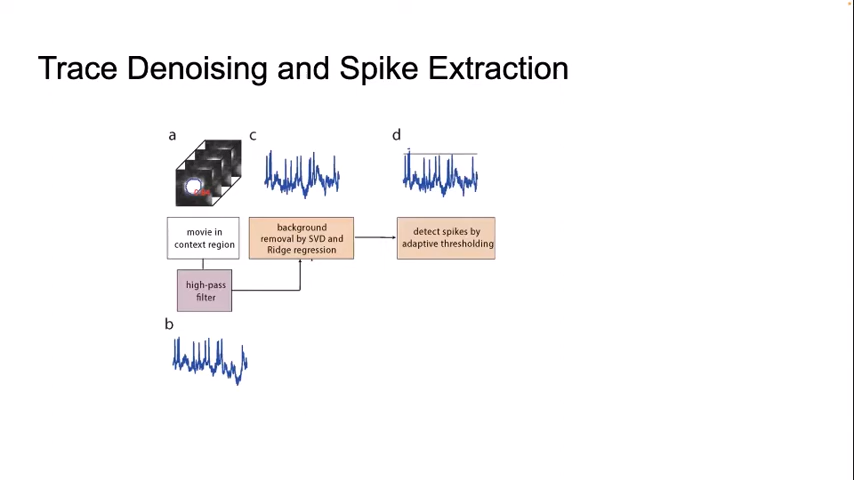 Trace Denoising and Spike Extraction
a
c
d
movie in
context region
background
removal by SVD and
Ridge regression
detect spikes by
adaptive thresholding
high-pass
filter
b